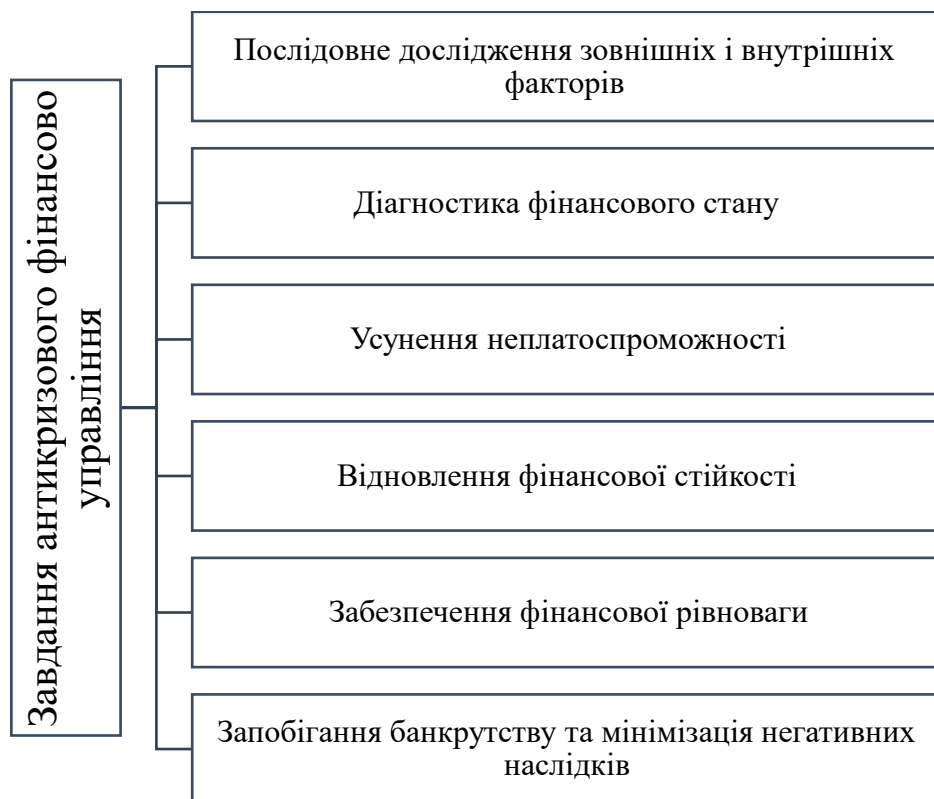 Завдання антикризового фінансово
управління
Послідовне дослідження зовнішніх і внутрішніх
факторів
Діагностика фінансового стану
Усунення неплатоспроможності
Відновлення фінансової стійкості
Забезпечення фінансової рівноваги
Запобігання банкрутству та мінімізація негативних
наслідків